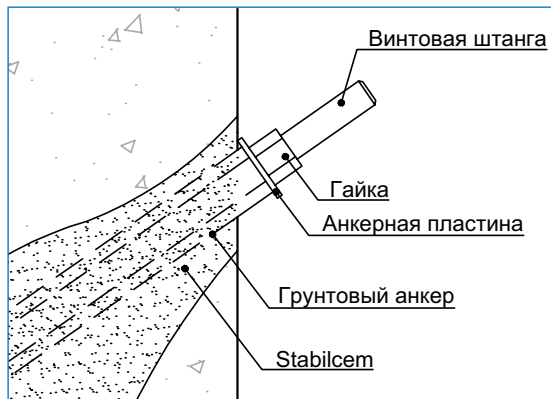 Винтовая штанга
Гайка
Анкерная пластина
Грунтовый анкер
Stabilcem